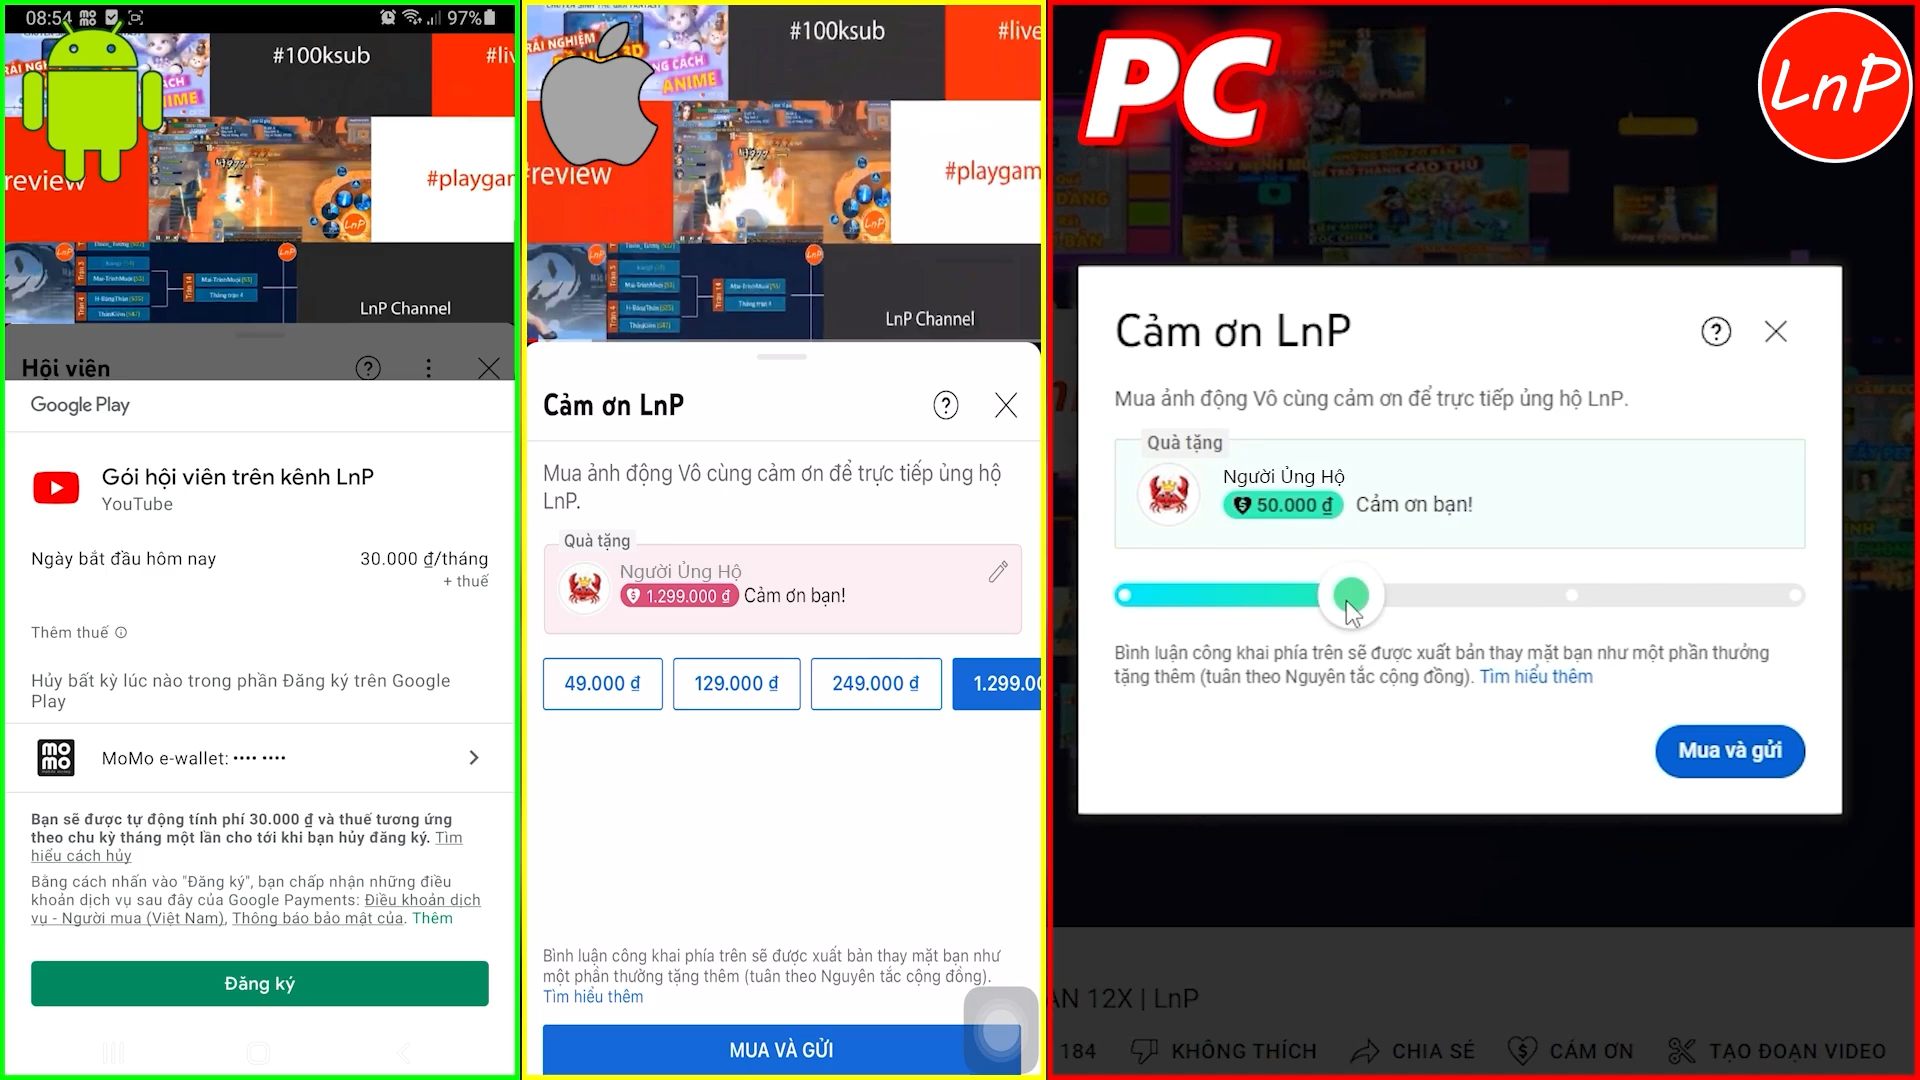 08:54
97%
#100ksub
ANIME
review
LnP Channel
Hội viên
Google Play
Gói hội viên trên kênh LnP
YouTube
Ngày bắt đầu hôm nay
30.000 ₫/tháng
+ thuế
Thêm thuế
Hủy bất kỳ lúc nào trong phần Đăng ký trên Google
Play
MoMo e-wallet: •••• ••••
Bạn sẽ được tự động tính phí 30.000 ₫ và thuế tương ứng
theo chu kỳ tháng một lần cho tới khi bạn hủy đăng ký. Tìm
hiểu cách hủy
Bằng cách nhấn vào "Đăng ký", bạn chấp nhận những điều
khoản dịch vụ sau đây của Google Payments: Điều khoản dịch
vụ - Người mua (Việt Nam), Thông báo bảo mật của. Thêm
Đăng ký
#100ksub
#live
ANIME
#review
#playgam
LnP Channel
Cảm ơn LnP
Mua ảnh động Vô cùng cảm ơn để trực tiếp ủng hộ
LnP.
Quà tặng
Người Ủng Hộ
1.299.000 ₫ Cảm ơn bạn!
49.000 ₫
129.000 ₫
249.000 ₫
1.299.00
Bình luận công khai phía trên sẽ được xuất bản thay mặt bạn như
một phần thưởng tặng thêm (tuân theo Nguyên tắc cộng đồng).
Tìm hiểu thêm
MUA VÀ GỬI
PC
LnP
Cảm ơn LnP
Mua ảnh động Vô cùng cảm ơn để trực tiếp ủng hộ LnP.
Quà tặng
Người Ủng Hộ
50.000 ₫ Cảm ơn bạn!
Bình luận công khai phía trên sẽ được xuất bản thay mặt bạn như một phần thưởng
tặng thêm (tuân theo Nguyên tắc cộng đồng). Tìm hiểu thêm
Mua và gửi
AN 12X | LnP
184
KHÔNG THÍCH
CHIA SẺ
CẢM ƠN
TẠO ĐOẠN VIDEO